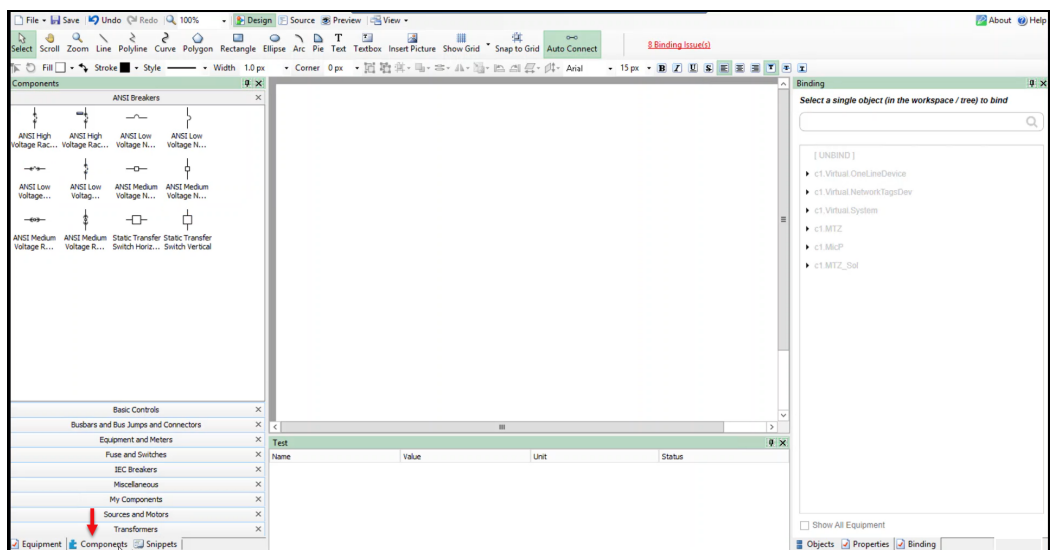 File Save Undo Redo 100% Design Source Preview View About Help
Select Scroll Zoom Line Polyline Curve Polygon Rectangle Ellipse Arc Pie Text Textbox Insert Picture Show Grid Snap to Grid Auto Connect 8 Binding Issue(s)
Fill Stroke Style Width 1.0 px Corner 0 px Arial 15 px B I U S
Components
ANSI Breakers
ANSI High Voltage Rac...
ANSI High Voltage Rac...
ANSI Low Voltage N...
ANSI Low Voltage N...
ANSI Low Voltage...
ANSI Low Voltag...
ANSI Medium Voltage N...
ANSI Medium Voltage N...
ANSI Medium Voltage R...
ANSI Medium Voltage R...
Static Transfer Switch Horiz...
Static Transfer Switch Vertical
Basic Controls
Busbars and Bus Jumps and Connectors
Equipment and Meters
Fuse and Switches
IEC Breakers
Miscellaneous
My Components
Sources and Motors
Transformers
Equipment Components Snippets
Test
Name Value Unit Status
Binding
Select a single object (in the workspace / tree) to bind
[ UNBIND ]
c1.Virtual.OneLineDevice
c1.Virtual.NetworkTagsDev
c1.Virtual.System
c1.MTZ
c1.MicP
c1.MTZ_Sol
Show All Equipment
Objects Properties Binding